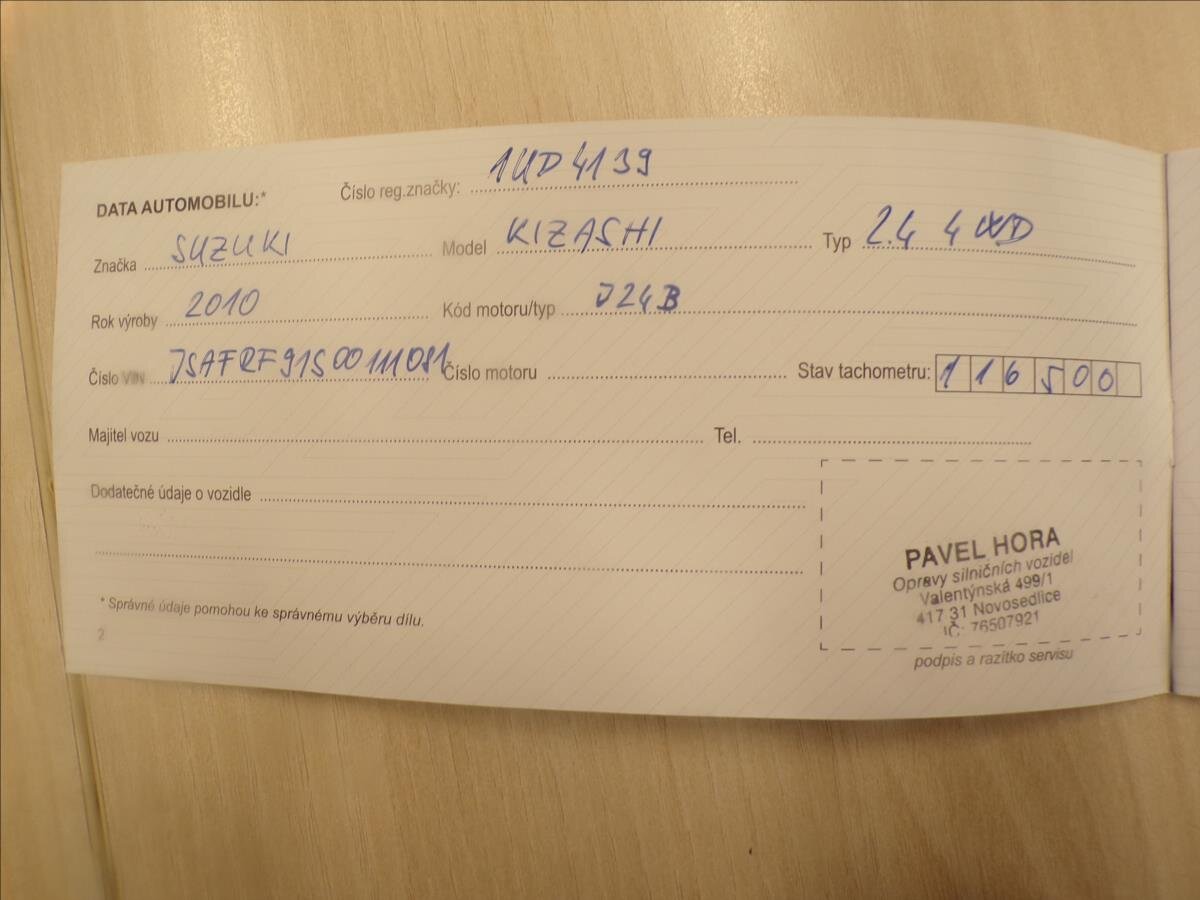 DATA AUTOMOBILU:* Číslo reg.značky: 1UD4139
Značka SUZUKI Model KIZASHI Typ 2.4 4WD
Rok výroby 2010 Kód motoru/typ J24B
Číslo VIN JSAFRF91S00111081 Číslo motoru Stav tachometru: 116500
Majitel vozu Tel.
Dodatečné údaje o vozidle
* Správné údaje pomohou ke správnému výběru dílu.
2
PAVEL HORA
Opravy silničních vozidel
Valentýnská 499/1
417 31 Novosedlice
IČ: 76507921
podpis a razítko servisu